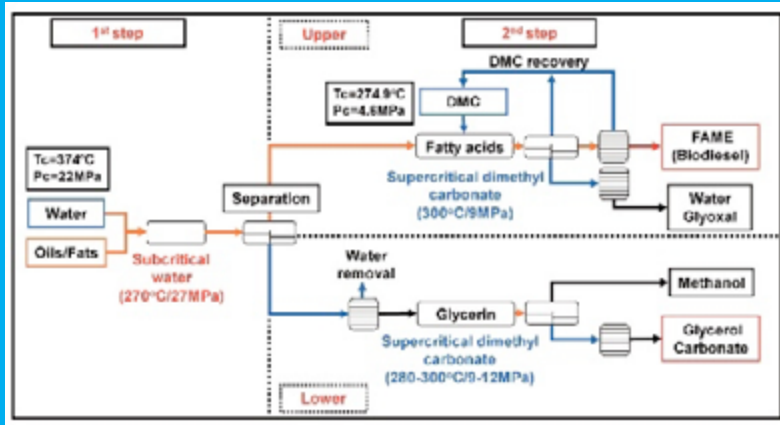 1st step
Upper
2nd step
DMC recovery
Tc=274.9°C
Pc=4.6MPa
DMC
Fatty acids
FAME
(Biodiesel)
Tc=374°C
Pc=22MPa
Supercritical dimethyl
carbonate
(300°C/9MPa)
Water
Glyoxal
Water
Separation
Oils/Fats
Subcritical
water
(270°C/27MPa)
Water
removal
Methanol
Glycerin
Supercritical dimethyl
carbonate
(280-300°C/9-12MPa)
Glycerol
Carbonate
Lower